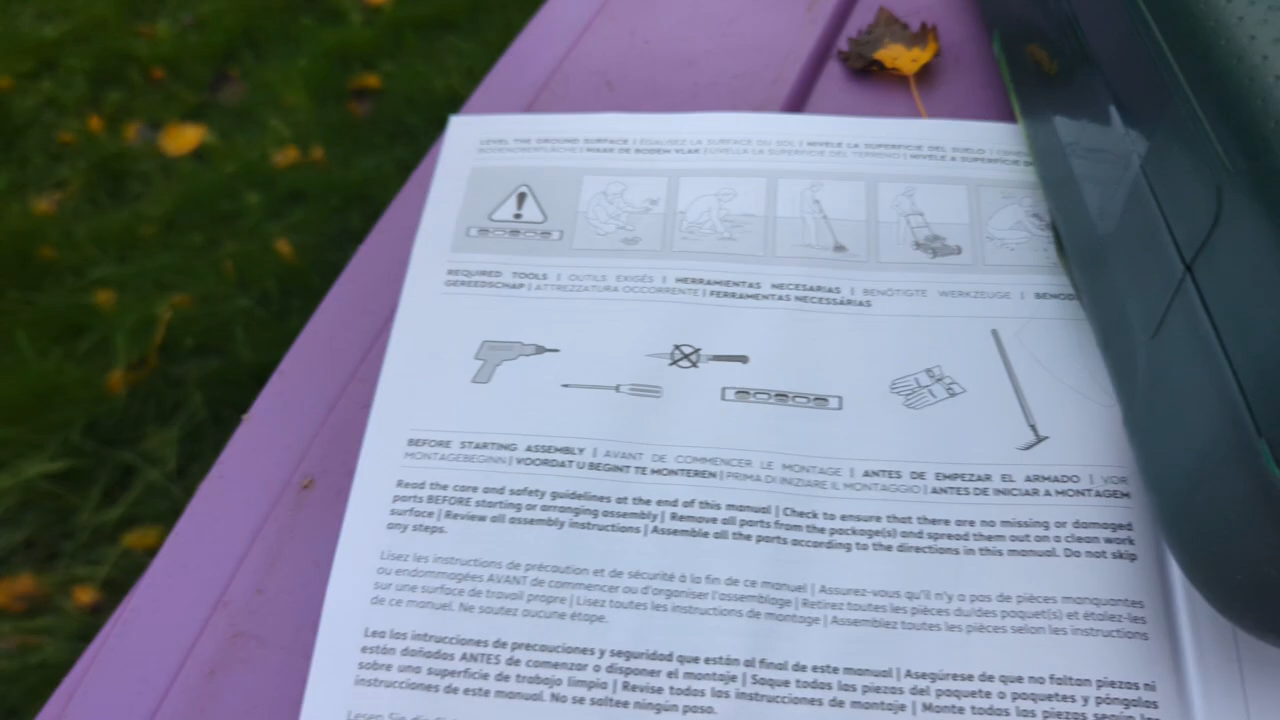 LEVEL THE GROUND SURFACE | ÉGALISEZ LA SURFACE DU SOL | NIVELE LA SUPERFICIE DEL SUELO |
| MAAK DE BODEM VLAK | LIVELLA LA SUPERFICIE DEL TERRENO | NIVELE A SUPERFÍCIE
REQUIRED TOOLS | OUTILS EXIGÉS | HERRAMIENTAS NECESARIAS | BENÖTIGTE WERKZEUGE | BENOD
GEREEDSCHAP | ATTREZZATURA OCCORRENTE | FERRAMENTAS NECESSÁRIAS
BEFORE STARTING ASSEMBLY | AVANT DE COMMENCER LE MONTAGE | ANTES DE EMPEZAR EL ARMADO | VOR
MONTAGEBEGINN | VOORDAT U BEGINT TE MONTEREN | PRIMA DI INIZIARE IL MONTAGGIO | ANTES DE INICIAR A MONTAGEM
Read the care and safety guidelines at the end of this manual | Check to ensure that there are no missing or damaged
parts BEFORE starting or arranging assembly | Remove all parts from the package(s) and spread them out on a clean work
surface | Review all assembly instructions | Assemble all the parts according to the directions in this manual. Do not skip
any steps.
Lisez les instructions de précaution et de sécurité à la fin de ce manuel | Assurez-vous qu'il n'y a pas de pièces manquantes
ou endommagées AVANT de commencer ou d'organiser l'assemblage | Retirez toutes les pièces du/des paquet(s) et étalez-les
sur une surface de travail propre | Lisez toutes les instructions de montage | Assemblez toutes les pièces selon les instructions
de ce manuel. Ne sautez aucune étape.
Lea las intrucciones de precauciones y seguridad que están al final de este manual | Asegúrese de que no faltan piezas ni
están dañadas ANTES de comenzar o disponer el montaje | Saque todas las piezas del paquete o paquetes y póngalas
sobre una superficie de trabajo limpia | Revise todas las instrucciones de montaje | Monte todas las piezas
instrucciones de este manual. No se saltee ningún paso.
Lesen Sie die